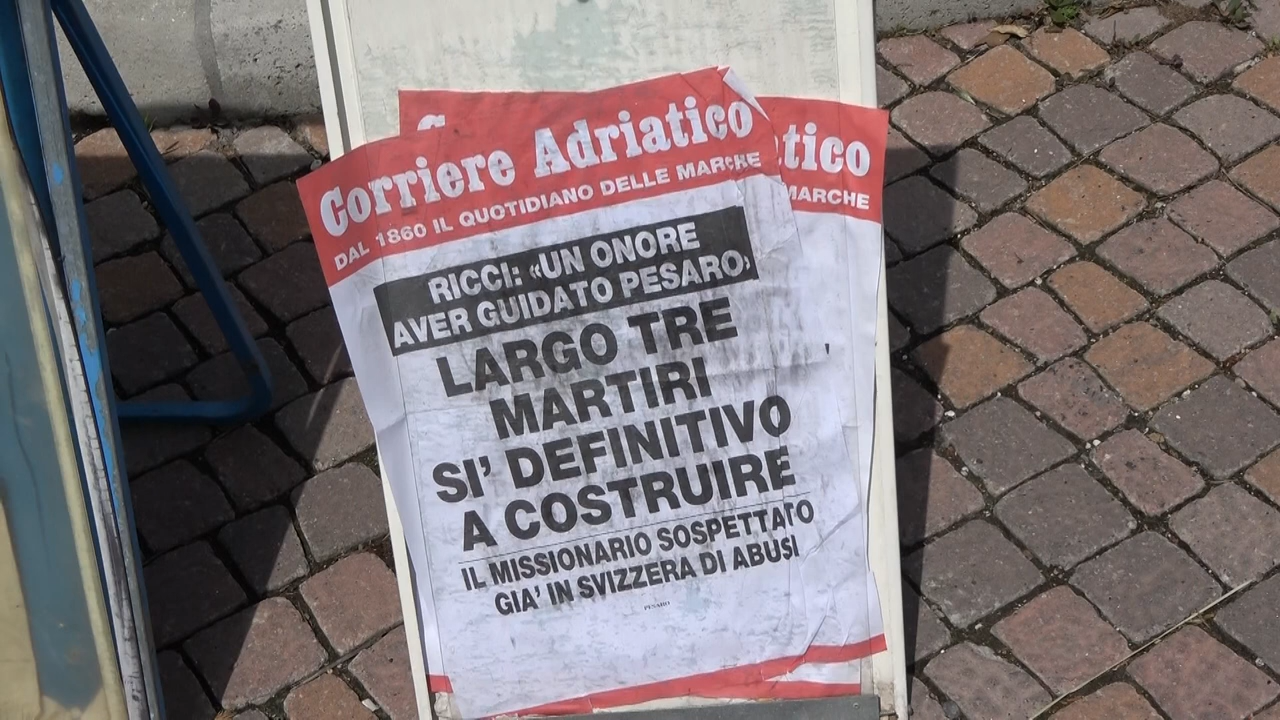 Corriere Adriatico
DAL 1860 IL QUOTIDIANO DELLE MARCHE
tico
MARCHE
RICCI: «UN ONORE
AVER GUIDATO PESARO»
LARGO TRE
MARTIRI
SI' DEFINITIVO
A COSTRUIRE
IL MISSIONARIO SOSPETTATO
GIA' IN SVIZZERA DI ABUSI
PESARO